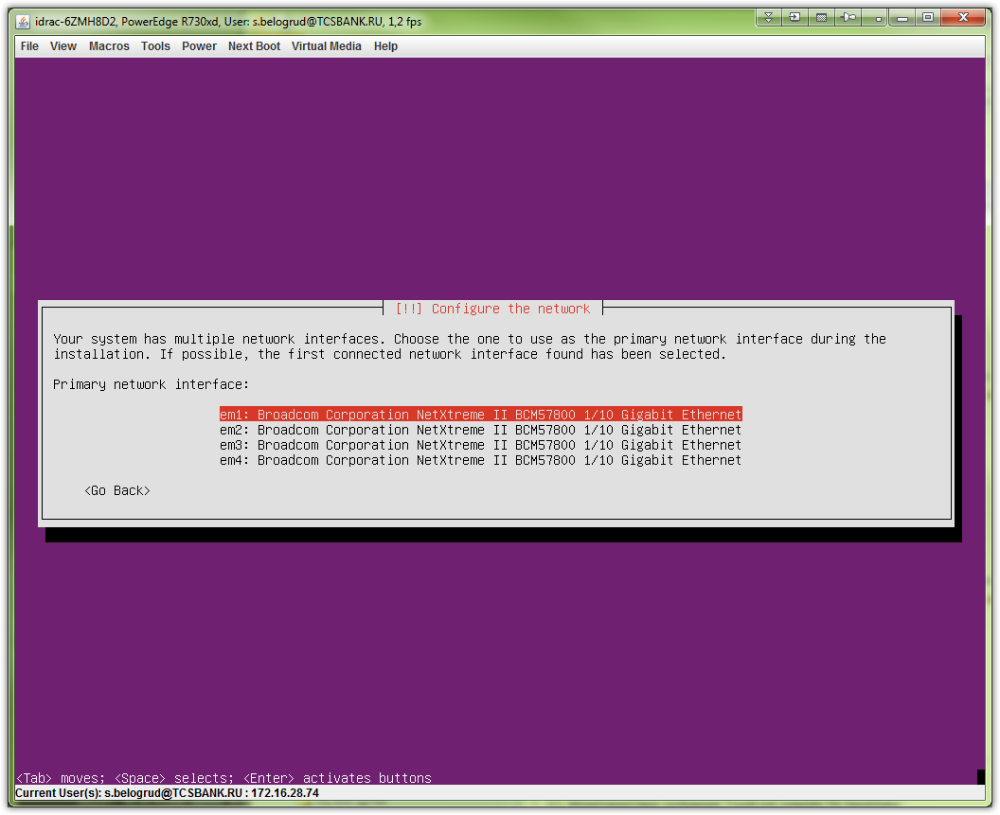 idrac-6ZMH8D2, PowerEdge R730xd, User: s.belogrud@TCSBANK.RU, 1,2 fps
File View Macros Tools Power Next Boot Virtual Media Help
[!!] Configure the network
Your system has multiple network interfaces. Choose the one to use as the primary network interface during the
installation. If possible, the first connected network interface found has been selected.
Primary network interface:
em1: Broadcom Corporation NetXtreme II BCM57800 1/10 Gigabit Ethernet
em2: Broadcom Corporation NetXtreme II BCM57800 1/10 Gigabit Ethernet
em3: Broadcom Corporation NetXtreme II BCM57800 1/10 Gigabit Ethernet
em4: Broadcom Corporation NetXtreme II BCM57800 1/10 Gigabit Ethernet
<Go Back>
<Tab> moves; <Space> selects; <Enter> activates buttons
Current User(s): s.belogrud@TCSBANK.RU : 172.16.28.74